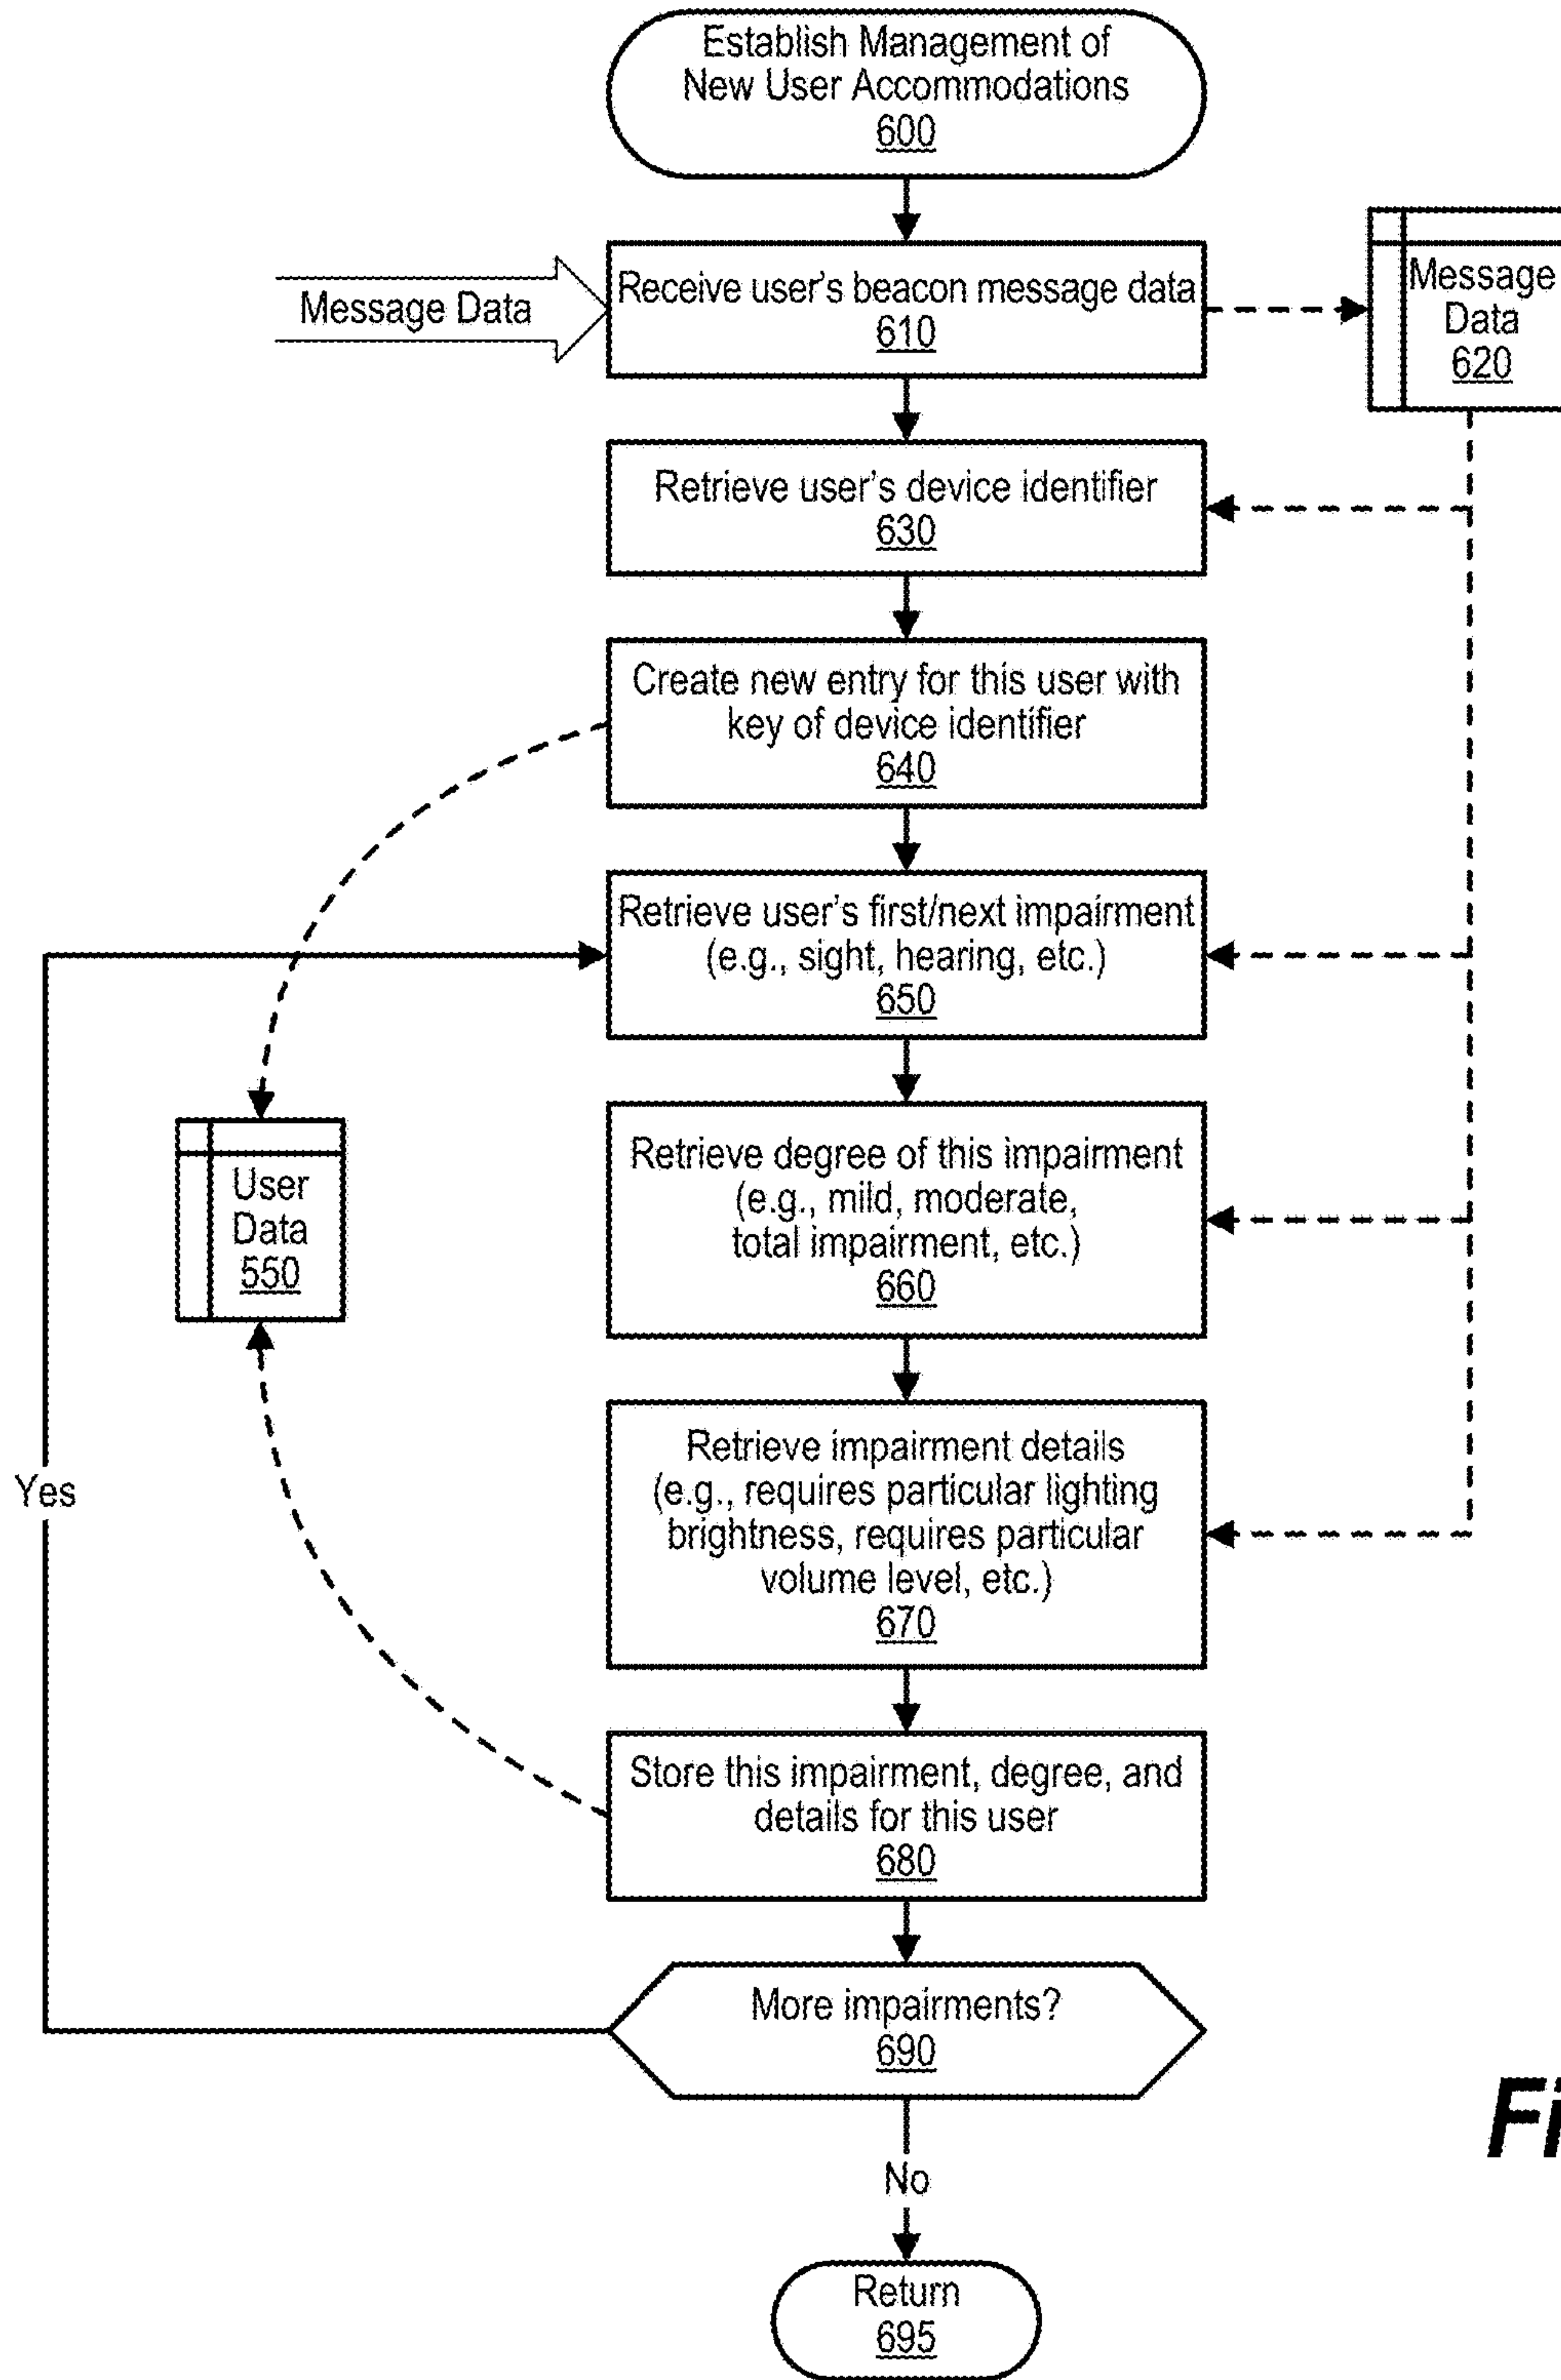 Establish Management of
New User Accommodations
600
Message Data
Receive user's beacon message data
610
Message
Data
620
Retrieve user's device identifier
630
Create new entry for this user with
key of device identifier
640
Retrieve user's first/next impairment
(e.g., sight, hearing, etc.)
650
Retrieve degree of this impairment
(e.g., mild, moderate,
total impairment, etc.)
660
User
Data
550
Retrieve impairment details
(e.g., requires particular lighting
brightness, requires particular
volume level, etc.)
670
Yes
Store this impairment, degree, and
details for this user
680
More impairments?
690
Fi
No
Return
695